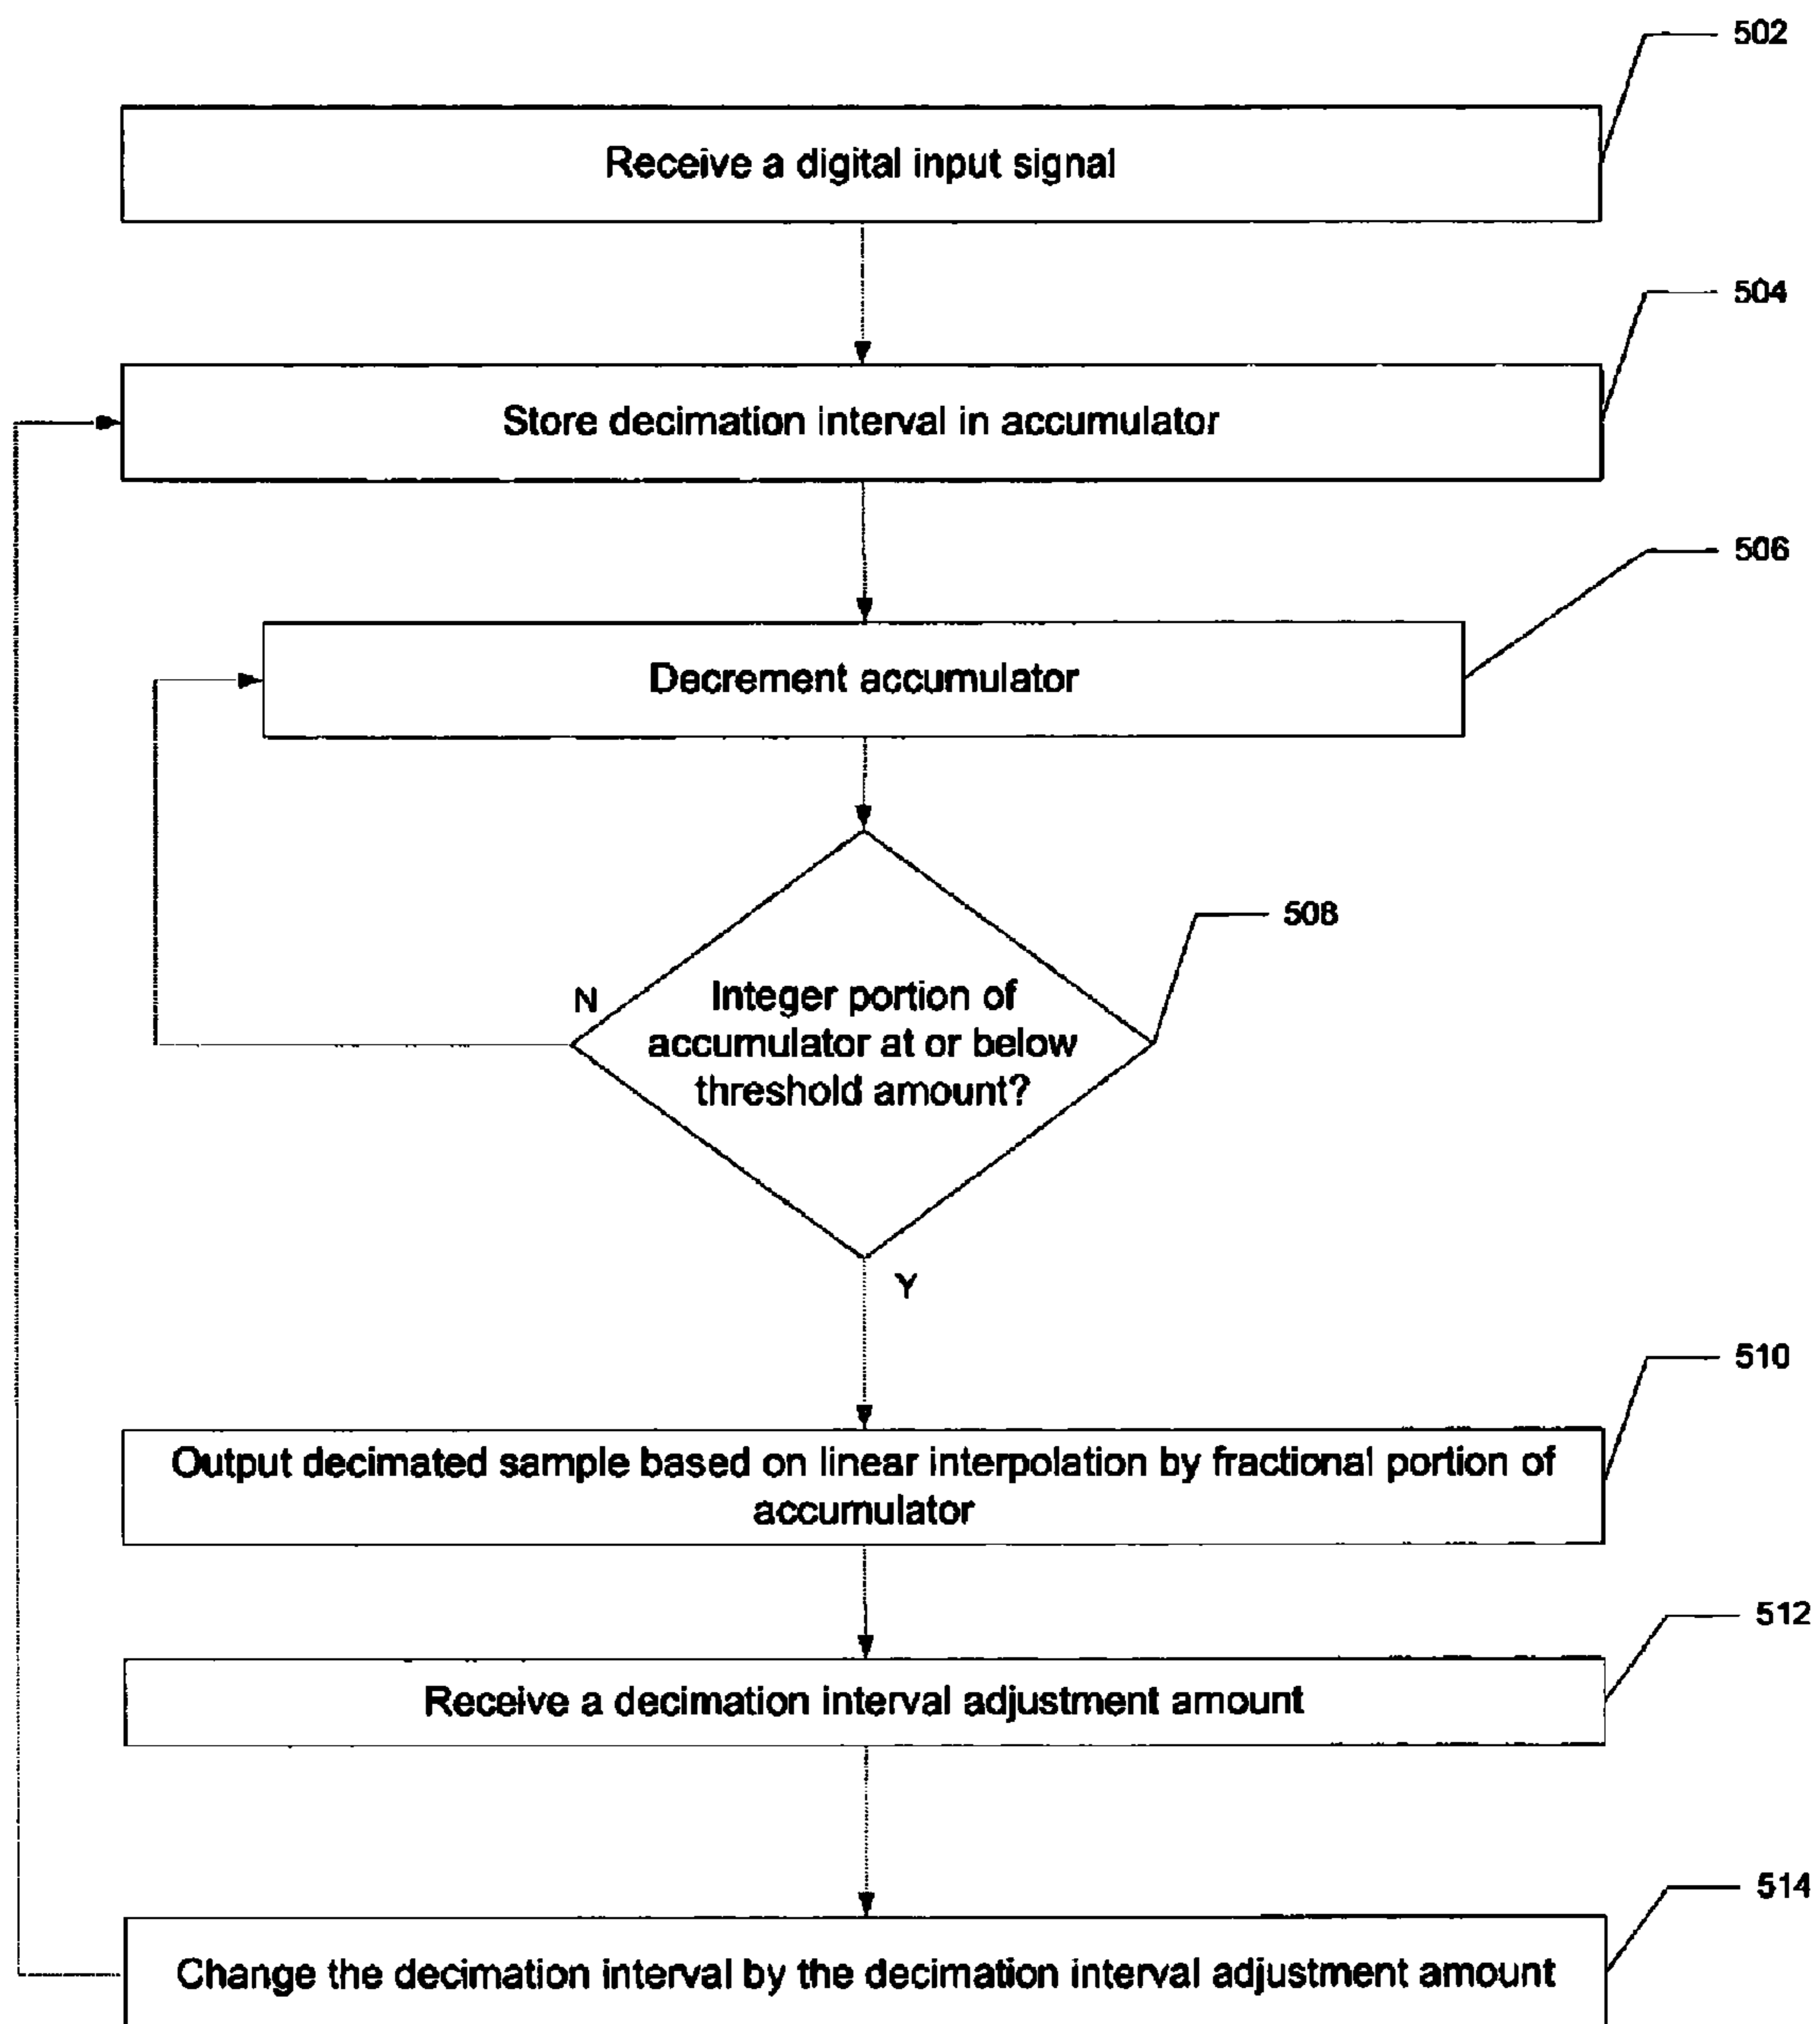 502
Receive a digital input signal
504
Store decimation interval in accumulator
506
Decrement accumulator
508
N
Integer portion of
accumulator at or below
threshold amount?
Y
510
Output decimated sample based on linear interpolation by fractional portion of
accumulator
512
Receive a decimation interval adjustment amount
514
Change the decimation interval by the decimation interval adjustment amount